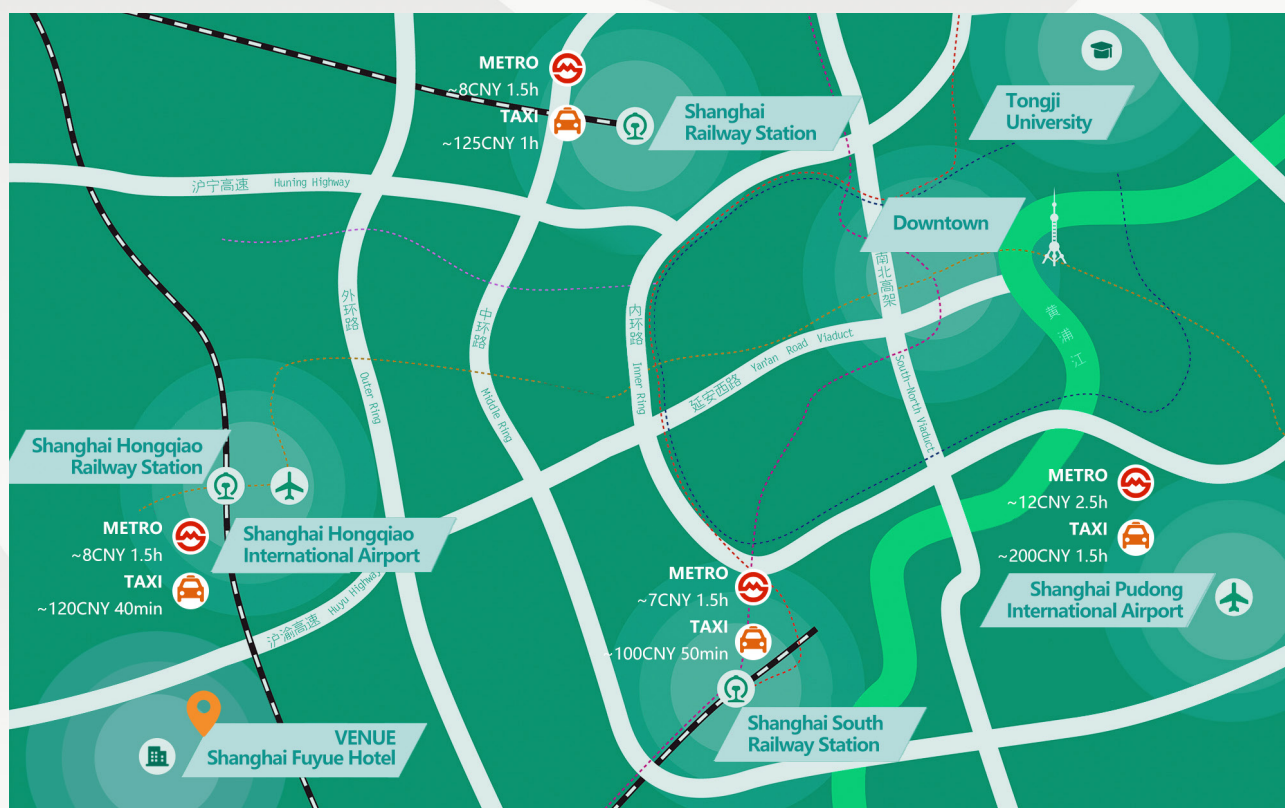 METRO
~8CNY 1.5h
TAXI
~125CNY 1h
Shanghai
Railway Station
Tongji
University
沪宁高速 Huning Highway
Downtown
外环路
Outer Ring
中环路
Middle Ring
内环路
Inner Ring
南北高架
South-North Viaduct
延安西路 Yan'an Road Viaduct
黄浦江
Shanghai Hongqiao
Railway Station
METRO
~8CNY 1.5h
TAXI
~120CNY 40min
Shanghai Hongqiao
International Airport
METRO
~12CNY 2.5h
TAXI
~200CNY 1.5h
Shanghai Pudong
International Airport
METRO
~7CNY 1.5h
TAXI
~100CNY 50min
Shanghai South
Railway Station
沪渝高速 Huyu Highway
VENUE
Shanghai Fuyue Hotel